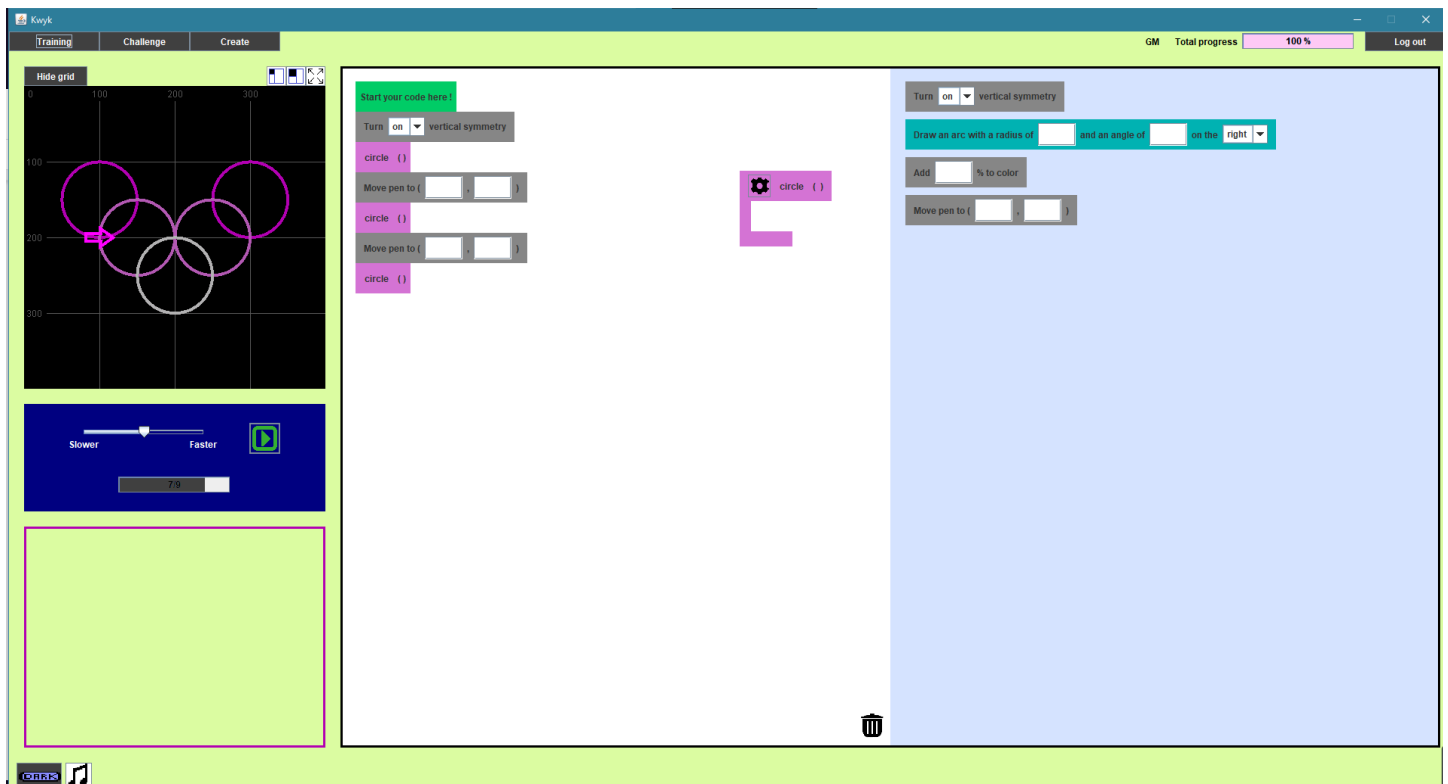 Kwyk
Training Challenge Create GM Total progress 100 % Log out
Hide grid
0 100 200 300
100
200
300
Slower Faster
7/9
DARK
Start your code here !
Turn on vertical symmetry
circle ( )
Move pen to ( , )
circle ( )
Move pen to ( , )
circle ( )
circle ( )
Turn on vertical symmetry
Draw an arc with a radius of and an angle of on the right
Add % to color
Move pen to ( , )